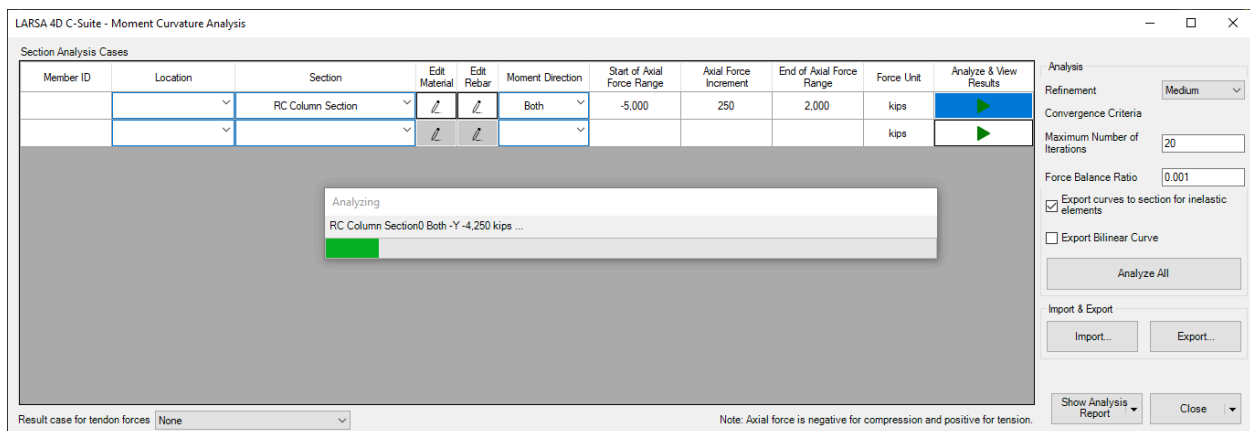 LARSA 4D C-Suite - Moment Curvature Analysis
Section Analysis Cases
Member ID
Location
Section
Edit
Material
Edit
Rebar
Moment Direction
Start of Axial
Force Range
Axial Force
Increment
End of Axial Force
Range
Force Unit
Analyze & View
Results
RC Column Section
Both
-5,000
250
2,000
kips
kips
Analyzing
RC Column Section0 Both -Y -4,250 kips ...
Analysis
Refinement
Medium
Convergence Criteria
Maximum Number of
Iterations
20
Force Balance Ratio
0.001
Export curves to section for inelastic
elements
Export Bilinear Curve
Analyze All
Import & Export
Import...
Export...
Show Analysis
Report
Close
Result case for tendon forces
None
Note: Axial force is negative for compression and positive for tension.